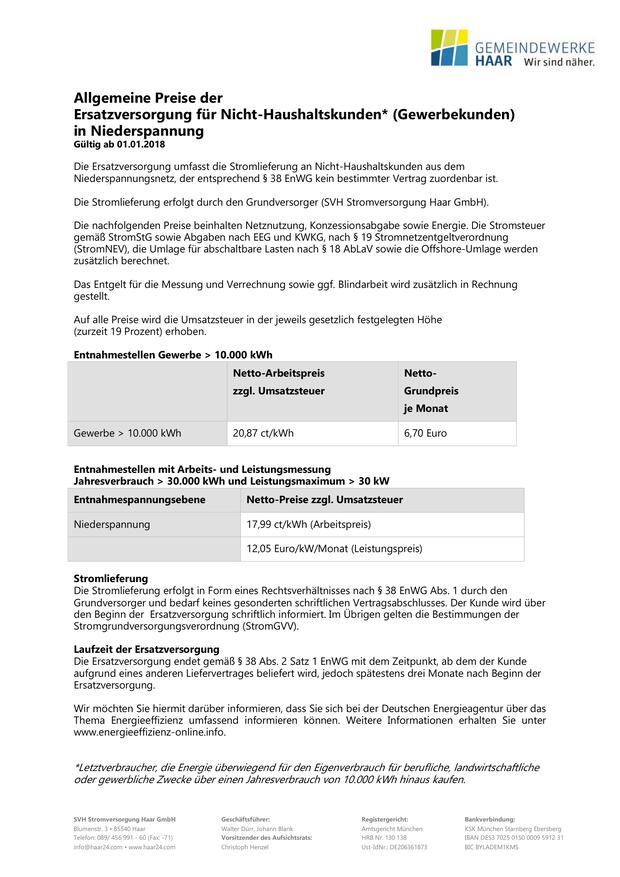 GEMEINDEWERKE
HAAR Wir sind näher.
Allgemeine Preise der
Ersatzversorgung für Nicht-Haushaltskunden* (Gewerbekunden)
in Niederspannung
Gültig ab 01.01.2018
Die Ersatzversorgung umfasst die Stromlieferung an Nicht-Haushaltskunden aus dem
Niederspannungsnetz, der entsprechend § 38 EnWG kein bestimmter Vertrag zuordenbar ist.
Die Stromlieferung erfolgt durch den Grundversorger (SVH Stromversorgung Haar GmbH).
Die nachfolgenden Preise beinhalten Netznutzung, Konzessionsabgabe sowie Energie. Die Stromsteuer
gemäß StromStG sowie Abgaben nach EEG und KWKG, nach § 19 Stromnetzentgeltverordnung
(StromNEV), die Umlage für abschaltbare Lasten nach § 18 AbLaV sowie die Offshore-Umlage werden
zusätzlich berechnet.
Das Entgelt für die Messung und Verrechnung sowie ggf. Blindarbeit wird zusätzlich in Rechnung
gestellt.
Auf alle Preise wird die Umsatzsteuer in der jeweils gesetzlich festgelegten Höhe
(zurzeit 19 Prozent) erhoben.
Entnahmestellen Gewerbe > 10.000 kWh
Netto-Arbeitspreis
zzgl. Umsatzsteuer
Netto-
Grundpreis
je Monat
Gewerbe > 10.000 kWh 20,87 ct/kWh 6,70 Euro
Entnahmestellen mit Arbeits- und Leistungsmessung
Jahresverbrauch > 30.000 kWh und Leistungsmaximum > 30 kW
Entnahmespannungsebene Netto-Preise zzgl. Umsatzsteuer
Niederspannung 17,99 ct/kWh (Arbeitspreis)
12,05 Euro/kW/Monat (Leistungspreis)
Stromlieferung
Die Stromlieferung erfolgt in Form eines Rechtsverhältnisses nach § 38 EnWG Abs. 1 durch den
Grundversorger und bedarf keines gesonderten schriftlichen Vertragsabschlusses. Der Kunde wird über
den Beginn der Ersatzversorgung schriftlich informiert. Im Übrigen gelten die Bestimmungen der
Stromgrundversorgungsverordnung (StromGVV).
Laufzeit der Ersatzversorgung
Die Ersatzversorgung endet gemäß § 38 Abs. 2 Satz 1 EnWG mit dem Zeitpunkt, ab dem der Kunde
aufgrund eines anderen Liefervertrages beliefert wird, jedoch spätestens drei Monate nach Beginn der
Ersatzversorgung.
Wir möchten Sie hiermit darüber informieren, dass Sie sich bei der Deutschen Energieagentur über das
Thema Energieeffizienz umfassend informieren können. Weitere Informationen erhalten Sie unter
www.energieeffizienz-online.info.
*Letztverbraucher, die Energie überwiegend für den Eigenverbrauch für berufliche, landwirtschaftliche
oder gewerbliche Zwecke über einen Jahresverbrauch von 10.000 kWh hinaus kaufen.
SVH Stromversorgung Haar GmbH
Blumenstr. 3 • 85540 Haar
Telefon: 089/ 456 991 - 60 (Fax: -71)
info@haar24.com • www.haar24.com
Geschäftsführer:
Walter Dürr, Johann Blank
Vorsitzender des Aufsichtsrats:
Christoph Henzel
Registergericht:
Amtsgericht München
HRB Nr. 130 138
Ust-IdNr.: DE206361873
Bankverbindung:
KSK München Starnberg Ebersberg
IBAN DE53 7025 0150 0009 5912 31
BIC BYLADEM1KMS